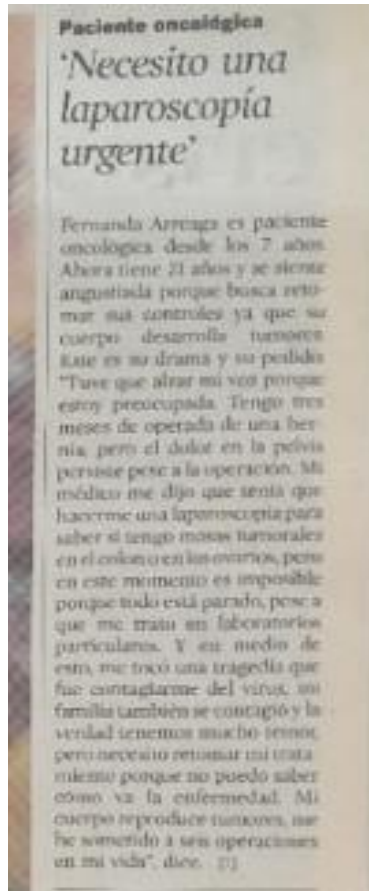 Paciente oncológica
‘Necesito una
laparoscopía
urgente’
Fernanda Arreaga es paciente
oncológica desde los 7 años.
Ahora tiene 21 años y se siente
angustiada porque busca reto-
mar sus controles ya que su
cuerpo desarrolla tumores.
Este es su drama y su pedido:
“Tuve que alzar mi voz porque
estoy preocupada. Tengo tres
meses de operada de una her-
nia, pero el dolor en la pelvis
persiste pese a la operación. Mi
médico me dijo que tenía que
hacerme una laparoscopía para
saber si tengo masas tumorales
en el colon o en los ovarios, pero
en este momento es imposible
porque todo está parado, pese a
que me trato en laboratorios
particulares. Y en medio de
esto, me tocó una tragedia que
fue contagiarme del virus, mi
familia también se contagió y la
verdad tenemos mucho temor,
pero necesito retomar mi trata-
miento porque no puedo saber
cómo va la enfermedad. Mi
cuerpo reproduce tumores, me
he sometido a seis operaciones
en mi vida”, dice.